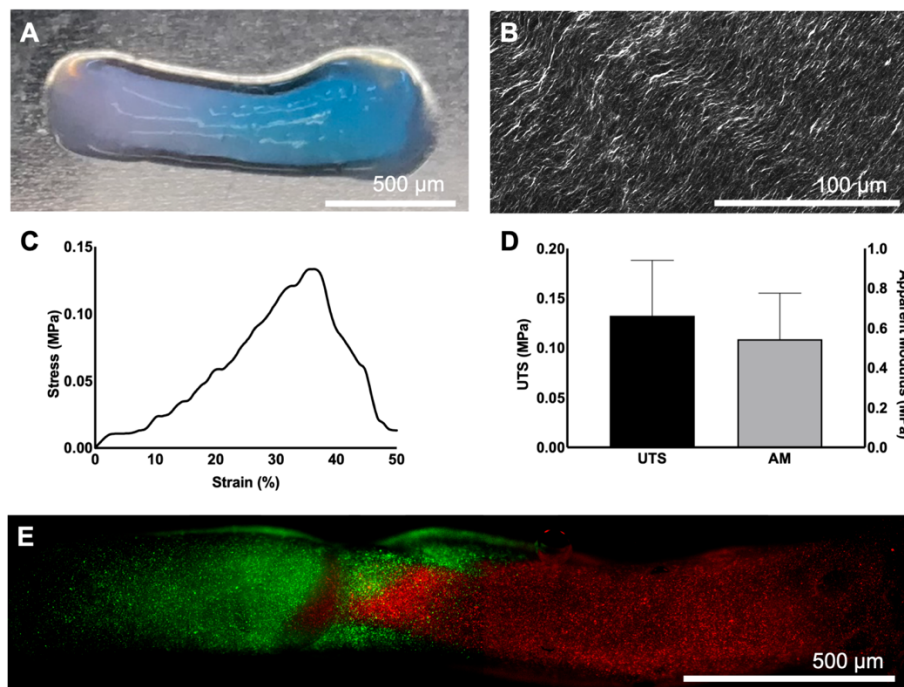 A
500 µm
B
100 µm
C
0.15
0.10
0.05
0.00
Stress (MPa)
0 10 20 30 40 50
Strain (%)
D
0.20
0.15
0.10
0.05
0.00
UTS (MPa)
UTS AM
1.0
0.8
0.6
0.4
0.2
0.0
Apparent Modulus (MPa)
E
500 µm